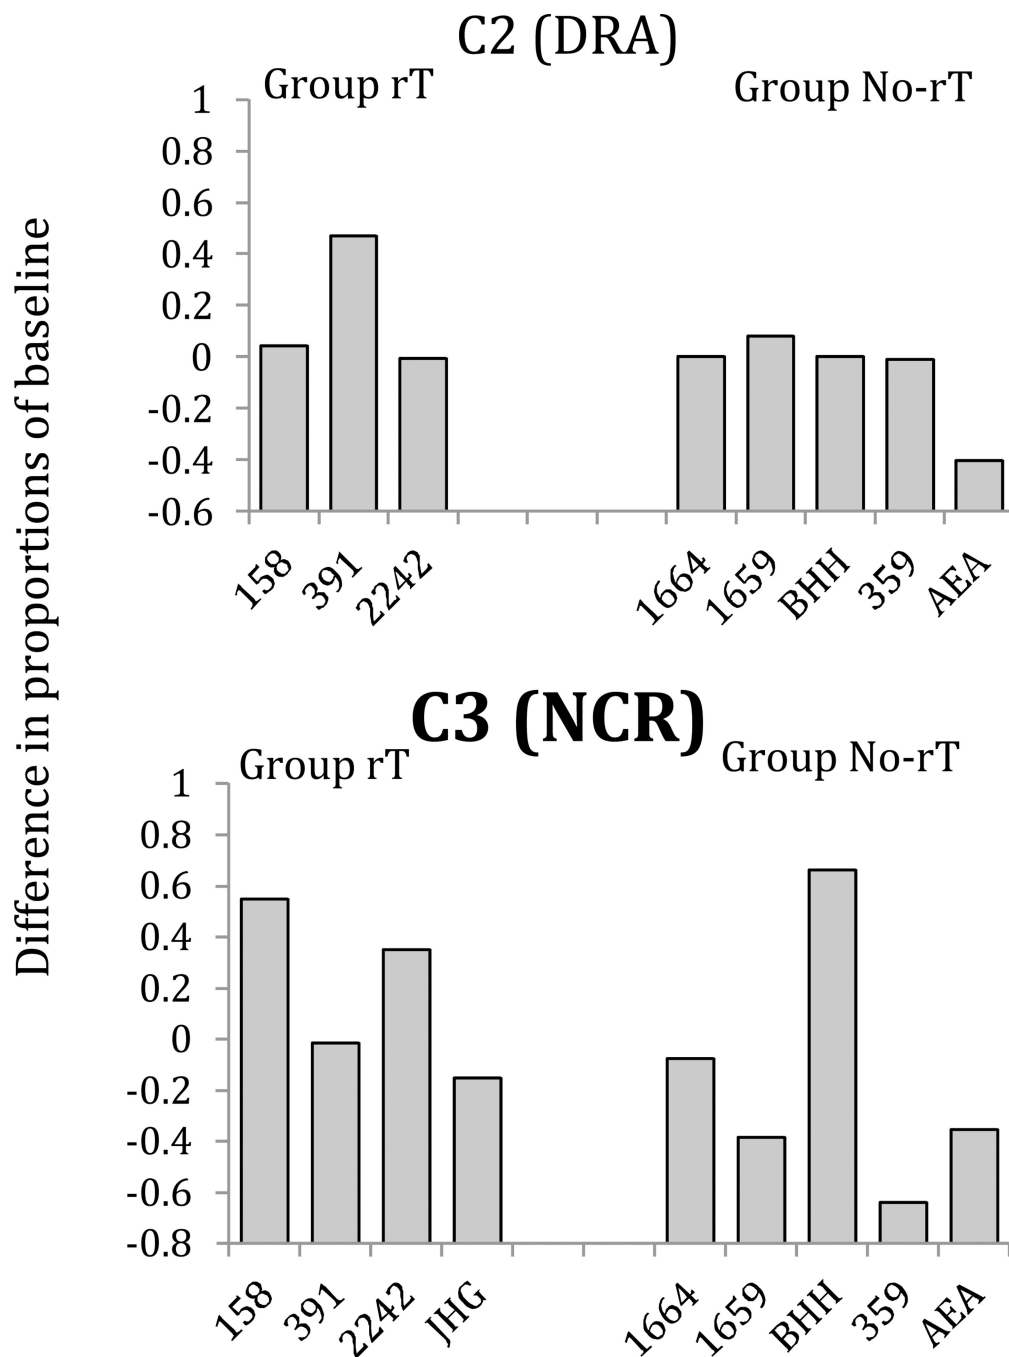 C2 (DRA)
Group rT
Group No-rT
1
0.8
0.6
0.4
0.2
0
-0.2
-0.4
-0.6
158
391
2242
1664
1659
BHH
359
AEA
Difference in proportions of baseline
C3 (NCR)
Group rT
Group No-rT
1
0.8
0.6
0.4
0.2
0
-0.2
-0.4
-0.6
-0.8
158
391
2242
JHG
1664
1659
BHH
359
AEA